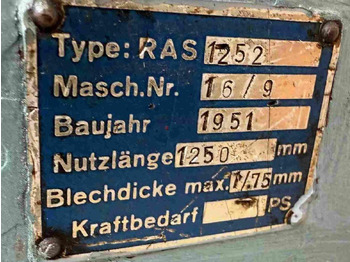 Type: RAS 1252
Masch.Nr. 16/9
Baujahr 1951
Nutzlänge 1250 mm
Blechdicke max. 1/75 mm
Kraftbedarf PS